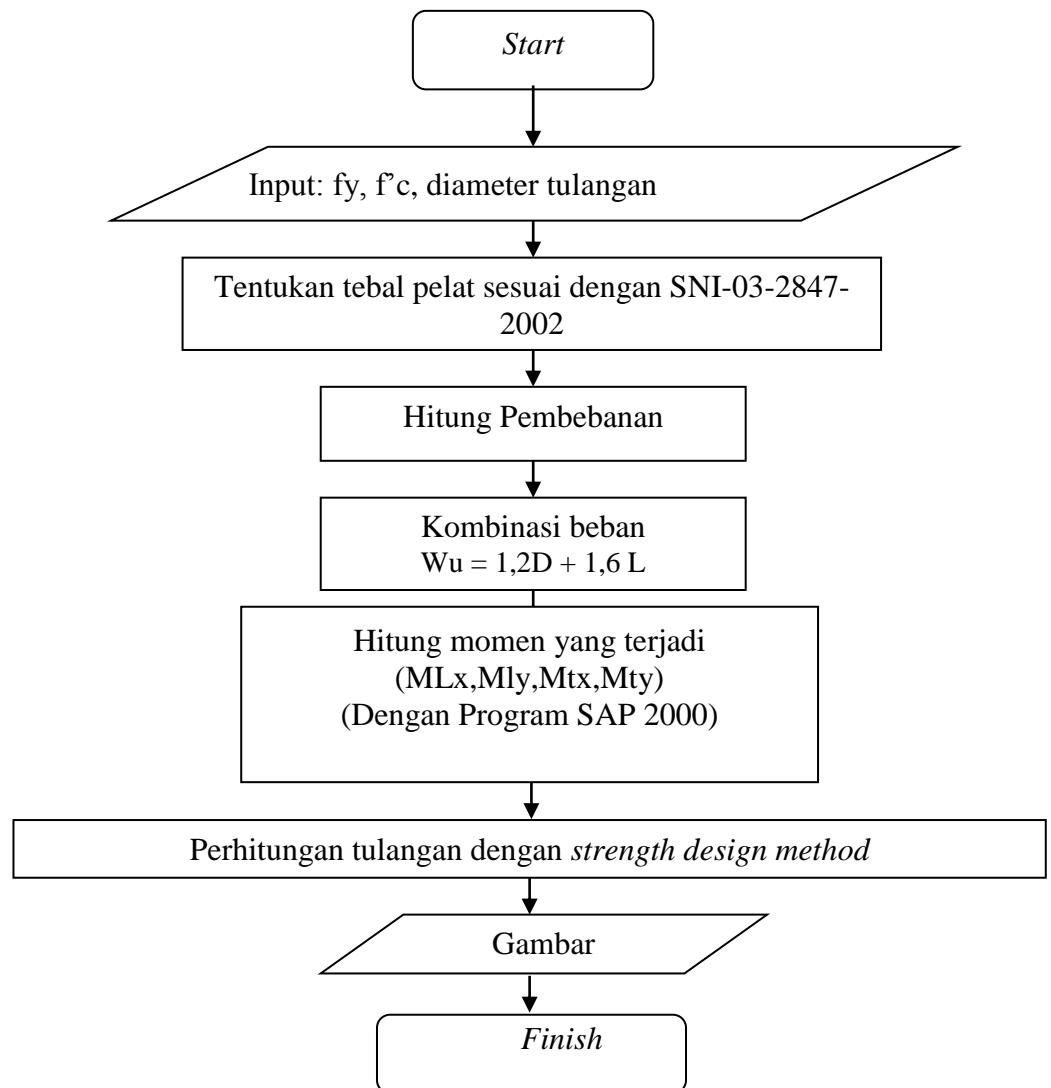 Start
Input: fy, f’c, diameter tulangan
Tentukan tebal pelat sesuai dengan SNI-03-2847-
2002
Hitung Pembebanan
Kombinasi beban
Wu = 1,2D + 1,6 L
Hitung momen yang terjadi
(MLx,Mly,Mtx,Mty)
(Dengan Program SAP 2000)
Perhitungan tulangan dengan strength design method
Gambar
Finish